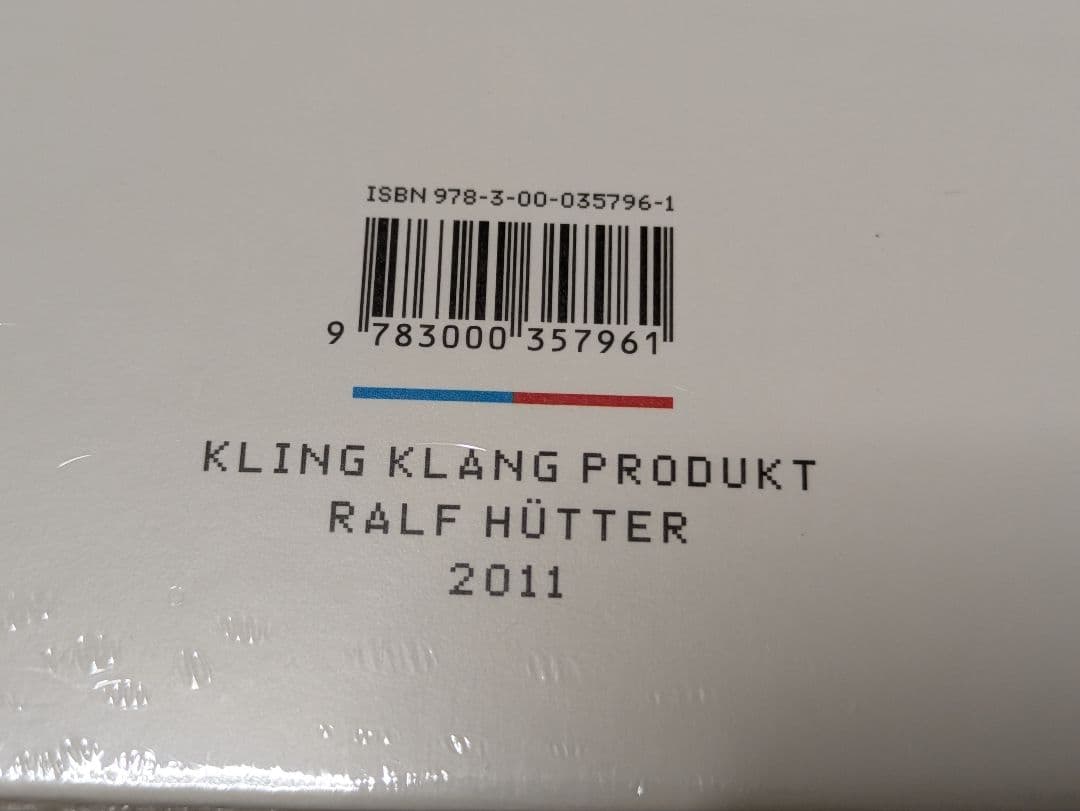 ISBN 978-3-00-035796-1
9 783000 357961
KLING KLANG PRODUKT
RALF HÜTTER
2011